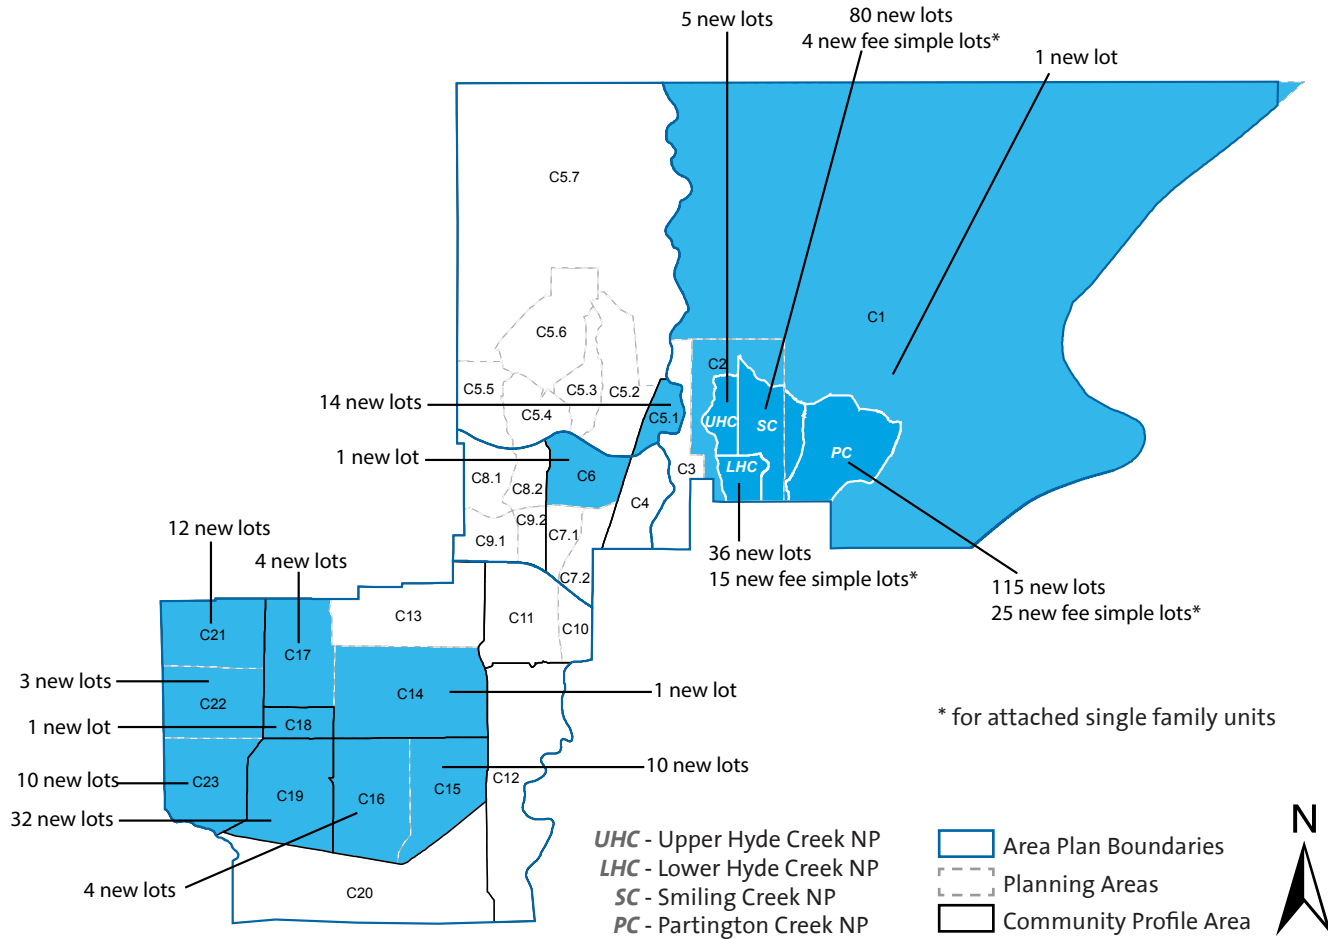 5 new lots
80 new lots
4 new fee simple lots*
1 new lot
C5.7
C1
C5.6
C2
C5.5
C5.3
C5.2
C5.4
14 new lots
C5.1
UHC
SC
PC
LHC
1 new lot
C6
C3
C8.1
C8.2
C4
C9.2
C9.1
C7.1
C7.2
12 new lots
4 new lots
36 new lots
15 new fee simple lots*
115 new lots
25 new fee simple lots*
C13
C11
C10
C21
C17
3 new lots
C22
C14
1 new lot
1 new lot
C18
* for attached single family units
10 new lots
C23
C19
C16
C15
10 new lots
C12
32 new lots
4 new lots
C20
UHC - Upper Hyde Creek NP
LHC - Lower Hyde Creek NP
SC - Smiling Creek NP
PC - Partington Creek NP
Area Plan Boundaries
Planning Areas
Community Profile Area
N